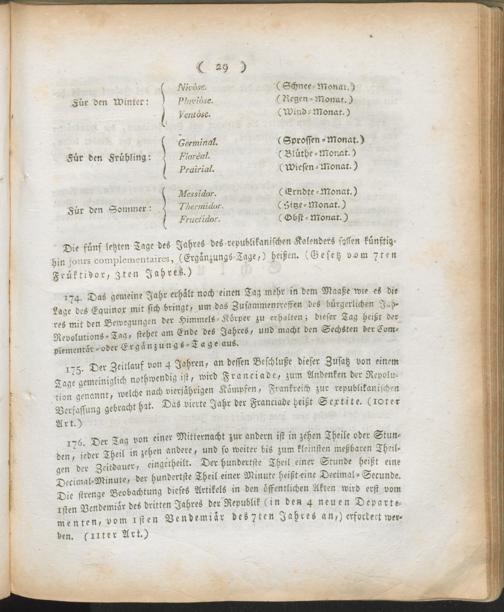 ( 29 )
Nivôse. (Schnee-Monat.)
Für den Winter: Pluviôse. (Regen-Monat.)
Ventôse. (Wind-Monat.)
Germinal. (Sprossen-Monat.)
Für den Frühling: Floréal. (Blüthe-Monat.)
Prairial. (Wiesen-Monat.)
Messidor. (Erndte-Monat.)
Für den Sommer: Thermidor. (Hitze-Monat.)
Fructidor. (Obst-Monat.)
Die fünf letzten Tage des Jahres des republikanischen Kalenders sollen künftig-
hin jours complementaires, (Ergänzungs-Tage,) heißen. (Gesetz vom 7ten
Früktidor, 3ten Jahres.)
174. Das gemeine Jahr erhält noch einen Tag mehr in dem Maaße wie es die
Lage des Equinox mit sich bringt, um das Zusammentreffen des bürgerlichen Jah-
res mit den Bewegungen der Himmels-Körper zu erhalten; dieser Tag heißt der
Revolutions-Tag, stehet am Ende des Jahres, und macht den Sechsten der Com-
plementär- oder Ergänzungs-Tage aus.
175. Der Zeitlauf von 4 Jahren, an dessen Beschluße dieser Zusatz von einem
Tage gemeiniglich nothwendig ist, wird Franciade, zum Andenken der Revolu-
tion genannt, welche nach vierjährigen Kämpfen, Frankreich zur republikanischen
Verfassung gebracht hat. Das vierte Jahr der Franciade heißt Sextite. (10ter
Art.)
176. Der Tag von einer Mitternacht zur andern ist in zehen Theile oder Stun-
den, jeder Theil in zehen andere, und so weiter bis zum kleinsten meßbaren Theil-
gen der Zeitdauer, eingetheilt. Der hundertste Theil einer Stunde heißt eine
Decimal-Minute, der hundertste Theil einer Minute heißt eine Decimal-Secunde.
Die strenge Beobachtung dieses Artikels in den öffentlichen Akten wird erst vom
1sten Vendemiär des dritten Jahres der Republik (in den 4 neuen Departe-
menten, vom 1sten Vendemiär des 7ten Jahres an,) erfordert wer-
den. (11ter Art.)